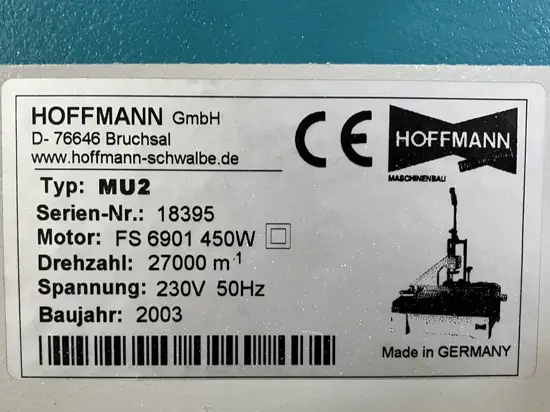 HOFFMANN GmbH
D- 76646 Bruchsal
www.hoffmann-schwalbe.de
Typ: MU2
Serien-Nr.: 18395
Motor: FS 6901 450W
Drehzahl: 27000 m-1
Spannung: 230V 50Hz
Baujahr: 2003
CE
HOFFMANN
MASCHINENBAU
Made in GERMANY